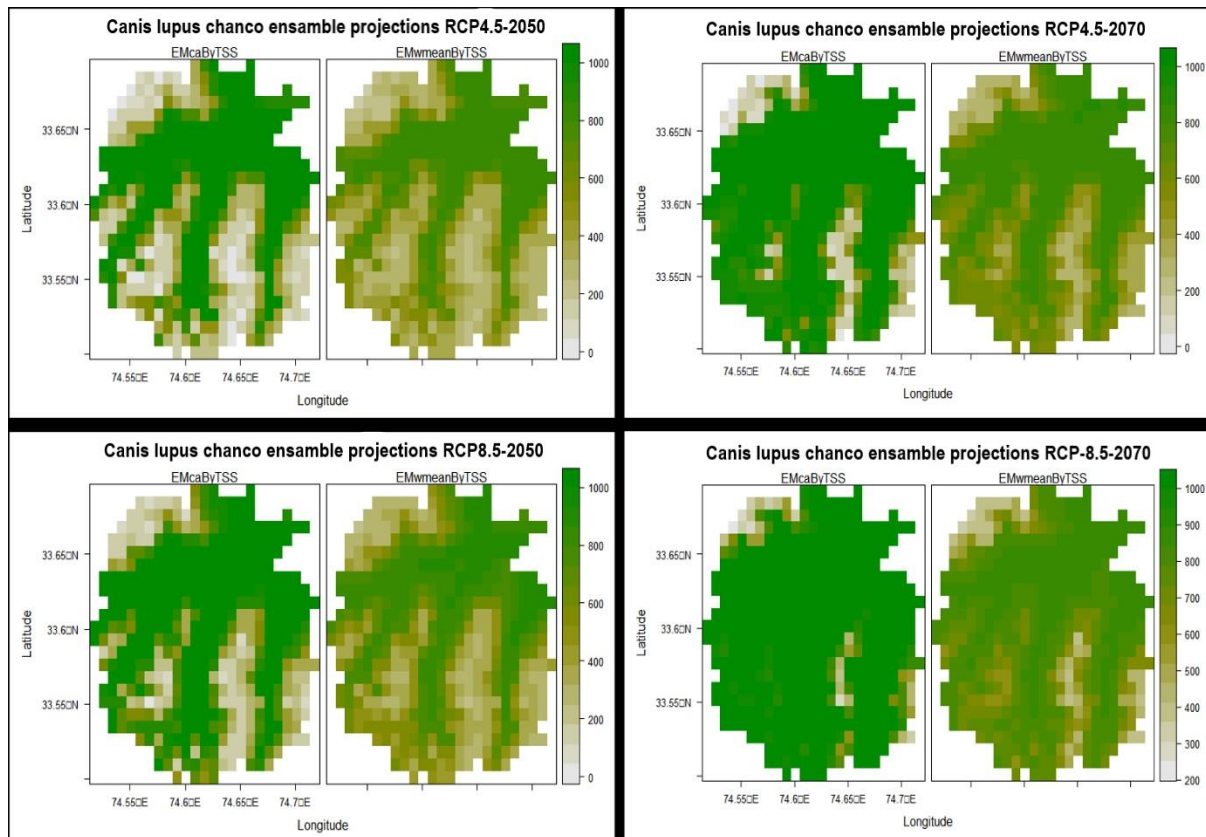 Canis lupus chanco ensamble projections RCP4.5-2050
EMcaByTSS
EMwmeanByTSS
1000
800
600
400
200
0
33.65□N
33.6□N
33.55□N
Latitude
74.55□E 74.6□E 74.65□E 74.7□E
Longitude
Canis lupus chanco ensamble projections RCP4.5-2070
EMcaByTSS
EMwmeanByTSS
1000
800
600
400
200
0
33.65□N
33.6□N
33.55□N
Latitude
74.55□E 74.6□E 74.65□E 74.7□E
Longitude
Canis lupus chanco ensamble projections RCP8.5-2050
EMcaByTSS
EMwmeanByTSS
1000
800
600
400
200
0
33.65□N
33.6□N
33.55□N
Latitude
74.55□E 74.6□E 74.65□E 74.7□E
Longitude
Canis lupus chanco ensamble projections RCP-8.5-2070
EMcaByTSS
EMwmeanByTSS
1000
900
800
700
600
500
400
300
200
33.65□N
33.6□N
33.55□N
Latitude
74.55□E 74.6□E 74.65□E 74.7□E
Longitude